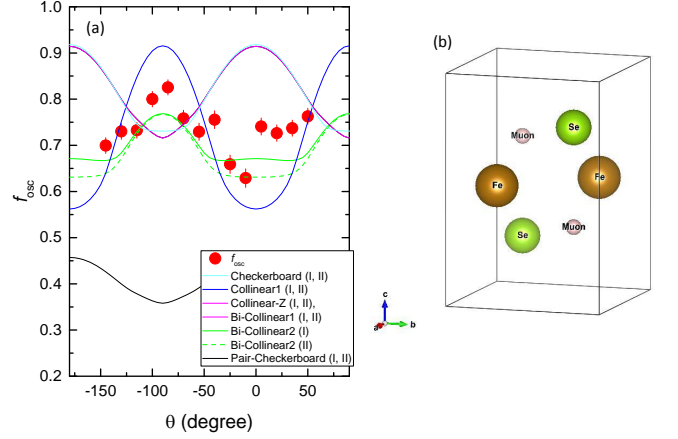 (a)
(b)
1.0
0.9
0.8
0.7
0.6
0.5
0.4
0.3
0.2
fosc
-150 -100 -50 0 50
θ (degree)
fosc
Checkerboard (I, II)
Collinear1 (I, II)
Collinear-Z (I, II),
Bi-Collinear1 (I, II)
Bi-Collinear2 (I)
Bi-Collinear2 (II)
Pair-Checkerboard (I, II)
Se
Muon
Fe
Fe
Se
Muon
c
a
b